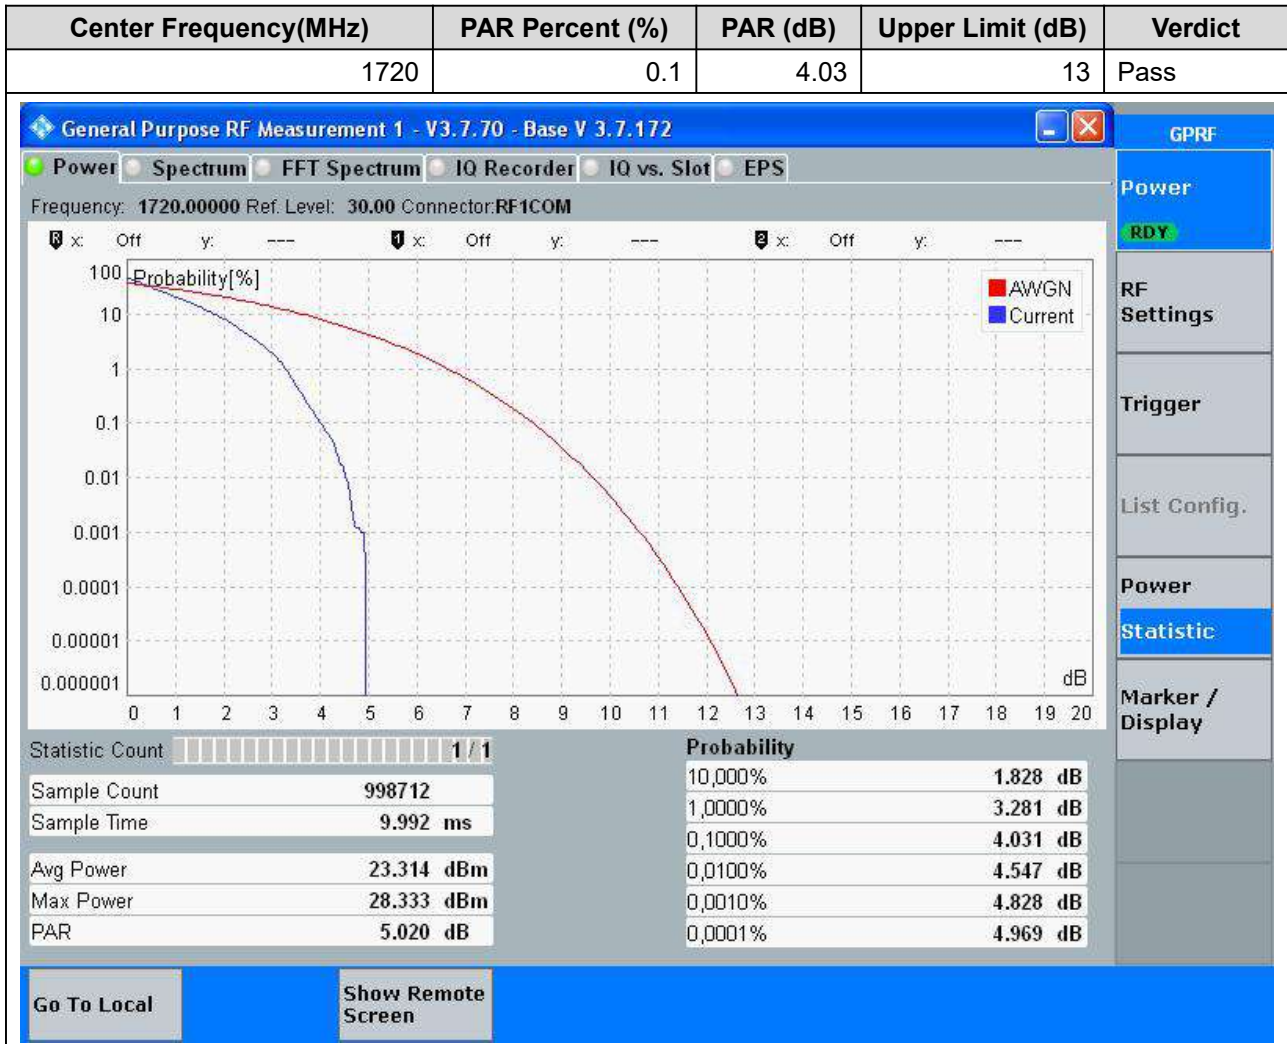 Center Frequency(MHz) PAR Percent (%) PAR (dB) Upper Limit (dB) Verdict
1720 0.1 4.03 13 Pass
General Purpose RF Measurement 1 - V3.7.70 - Base V 3.7.172
GPRF
Power Spectrum FFT Spectrum IQ Recorder IQ vs. Slot EPS
Frequency: 1720.00000 Ref. Level: 30.00 Connector:RF1COM
R x: Off y: --- 1 x: Off y: --- 2 x: Off y: ---
Probability[%]
AWGN
Current
100
10
1
0.1
0.01
0.001
0.0001
0.00001
0.000001
dB
0 1 2 3 4 5 6 7 8 9 10 11 12 13 14 15 16 17 18 19 20
Statistic Count 1 / 1
Sample Count 998712
Sample Time 9.992 ms
Avg Power 23.314 dBm
Max Power 28.333 dBm
PAR 5.020 dB
Probability
10,000% 1.828 dB
1,0000% 3.281 dB
0,1000% 4.031 dB
0,0100% 4.547 dB
0,0010% 4.828 dB
0,0001% 4.969 dB
Power
RDY
RF
Settings
Trigger
List Config.
Power
Statistic
Marker /
Display
Go To Local
Show Remote
Screen